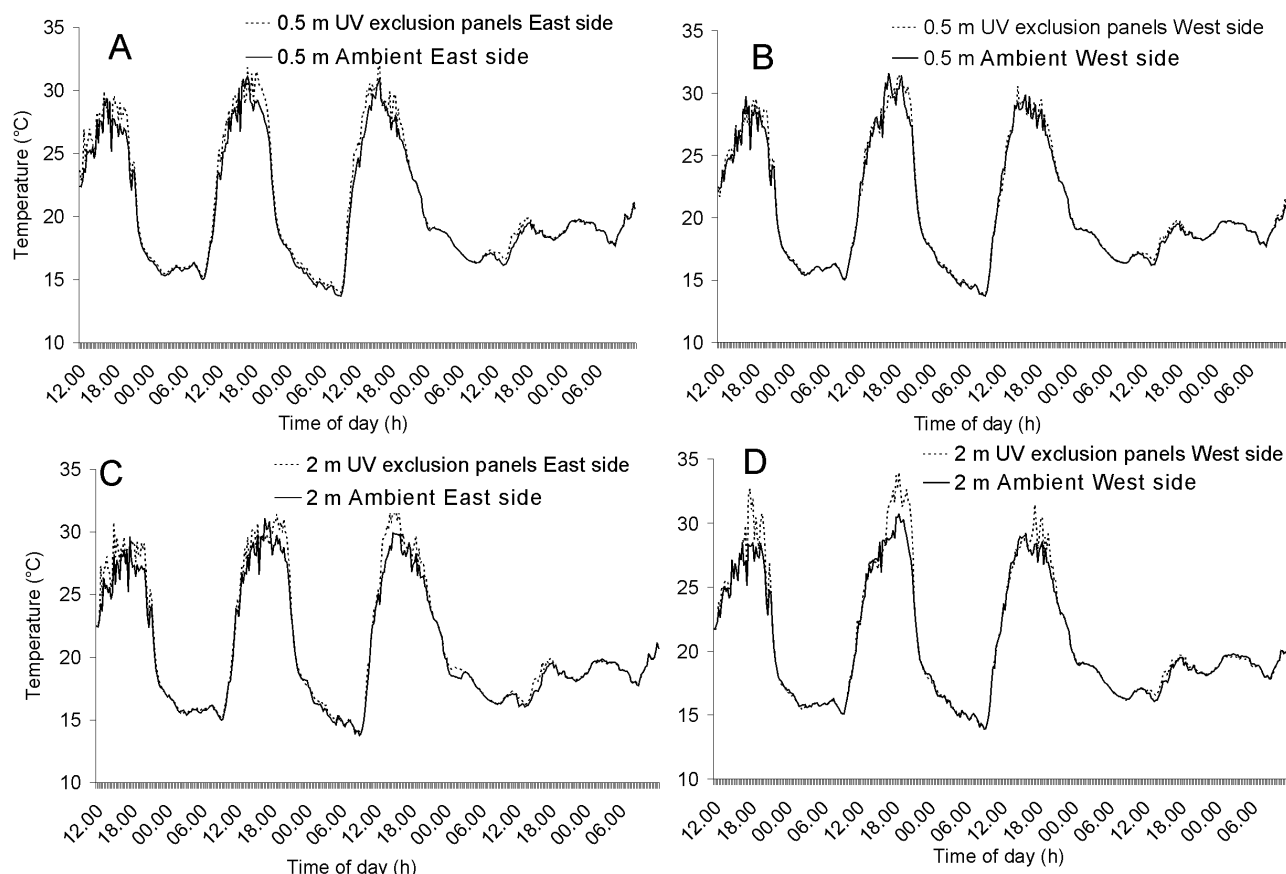 A
0.5 m UV exclusion panels East side
0.5 m Ambient East side
35
30
25
20
15
10
Temperature (°C)
12.00 18.00 00.00 06.00 12.00 18.00 00.00 06.00 12.00 18.00 00.00 06.00 12.00 18.00 00.00 06.00
Time of day (h)
B
0.5 m UV exclusion panels West side
0.5 m Ambient West side
35
30
25
20
15
10
12.00 18.00 00.00 06.00 12.00 18.00 00.00 06.00 12.00 18.00 00.00 06.00 12.00 18.00 00.00 06.00
Time of day (h)
C
2 m UV exclusion panels East side
2 m Ambient East side
35
30
25
20
15
10
Temperature (°C)
12.00 18.00 00.00 06.00 12.00 18.00 00.00 06.00 12.00 18.00 00.00 06.00 12.00 18.00 00.00 06.00
Time of day (h)
D
2 m UV exclusion panels West side
2 m Ambient West side
35
30
25
20
15
10
12.00 18.00 00.00 06.00 12.00 18.00 00.00 06.00 12.00 18.00 00.00 06.00 12.00 18.00 00.00 06.00
Time of day (h)